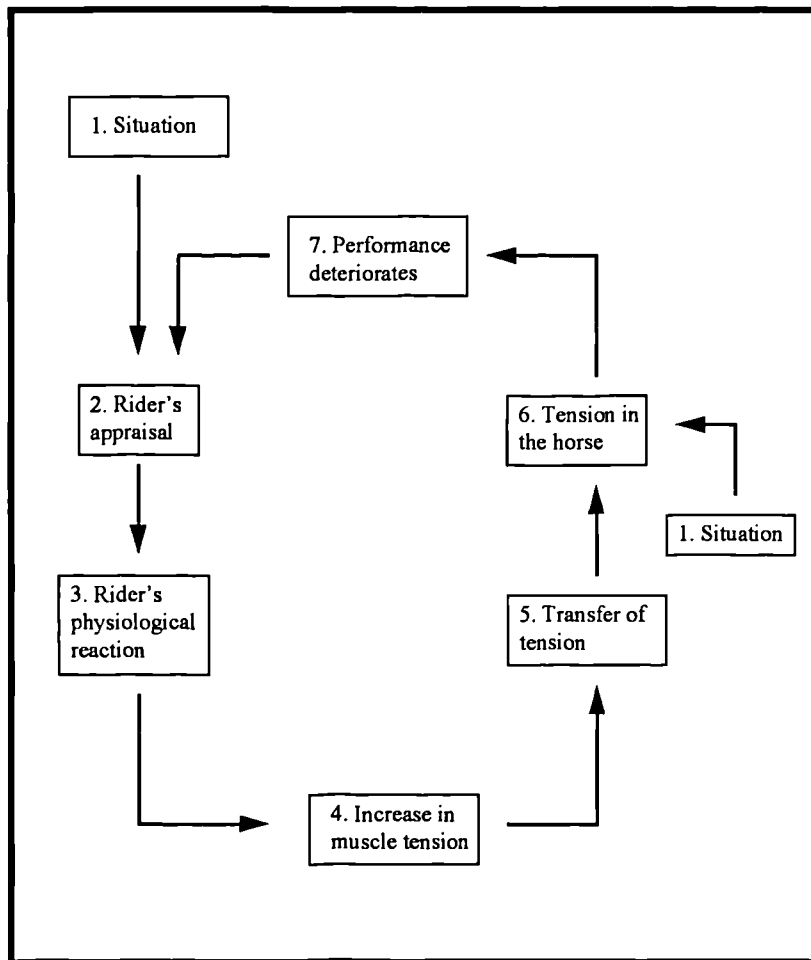 1. Situation
7. Performance
deteriorates
2. Rider's
appraisal
6. Tension in
the horse
1. Situation
3. Rider's
physiological
reaction
5. Transfer of
tension
4. Increase in
muscle tension